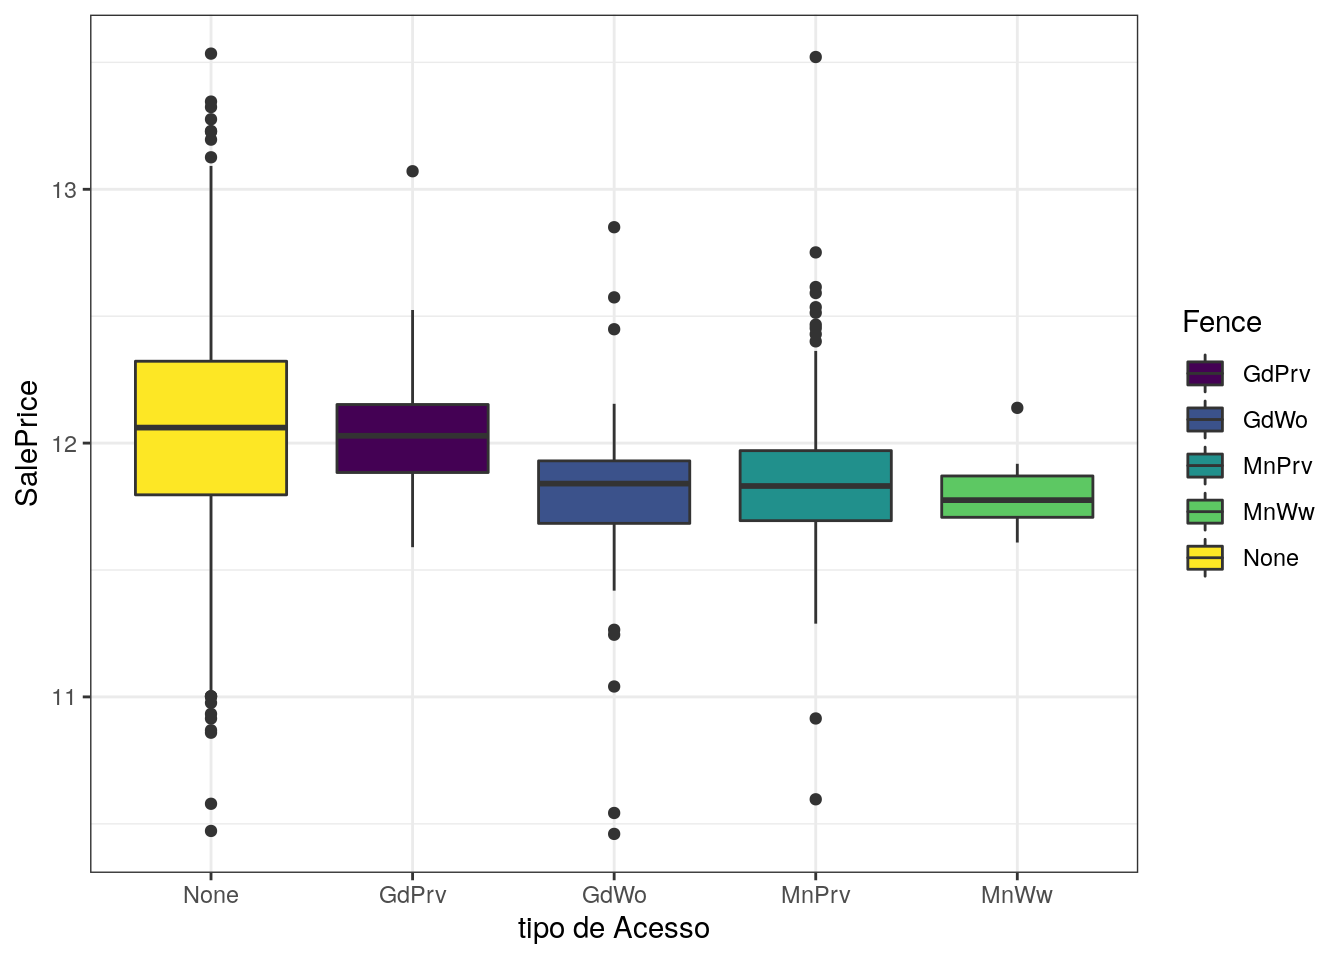 SalePrice
13
12
11
None GdPrv GdWo MnPrv MnWw
tipo de Acesso
Fence
GdPrv
GdWo
MnPrv
MnWw
None